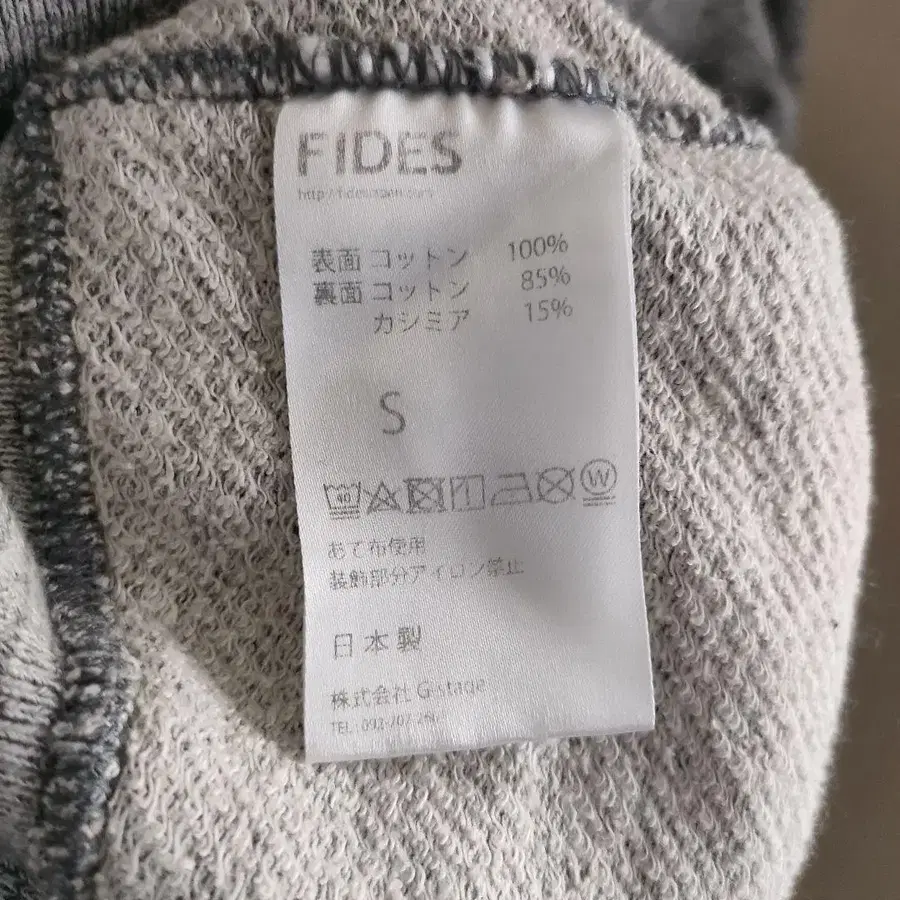 FIDES
表面 コットン 100%
裏面 コットン 85%
カシミア 15%
S
40 W
あて布使用
装飾部分アイロン禁止
日本製
株式会社 G-stage
TEL